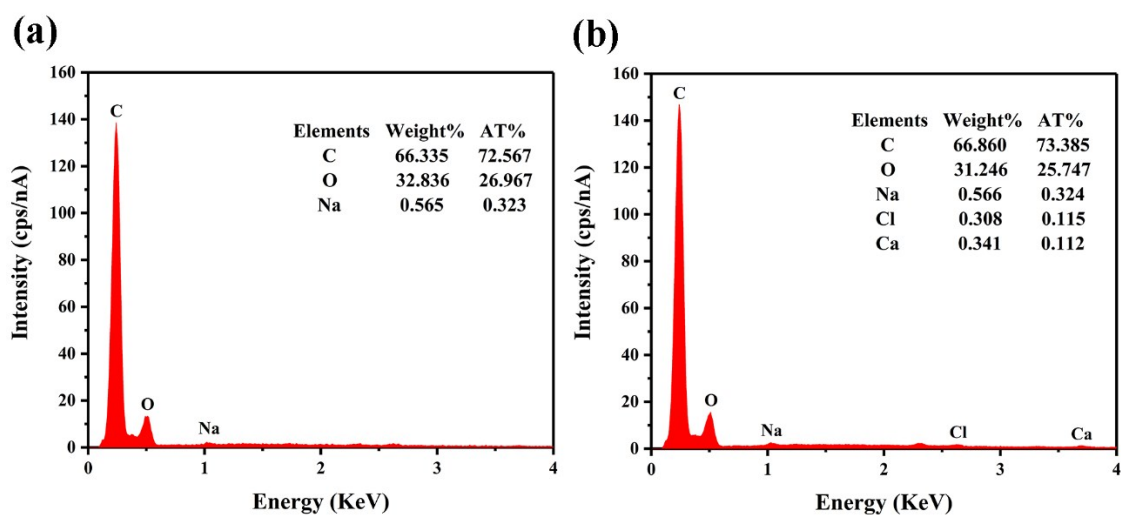 (a)
160
140
120
100
80
60
40
20
0
Intensity (cps/nA)
C
O
Na
Elements Weight% AT%
C 66.335 72.567
O 32.836 26.967
Na 0.565 0.323
0 1 2 3 4
Energy (KeV)
(b)
160
140
120
100
80
60
40
20
0
Intensity (cps/nA)
C
O
Na
Cl
Ca
Elements Weight% AT%
C 66.860 73.385
O 31.246 25.747
Na 0.566 0.324
Cl 0.308 0.115
Ca 0.341 0.112
0 1 2 3 4
Energy (KeV)